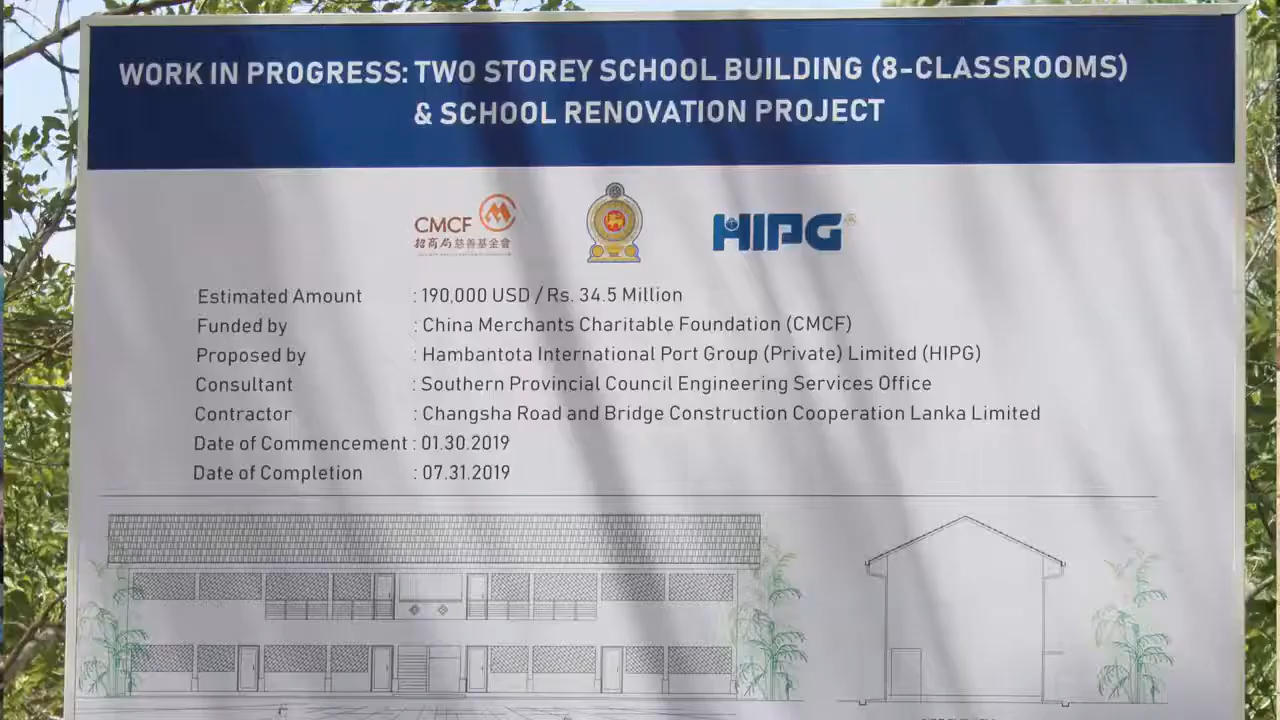 WORK IN PROGRESS: TWO STOREY SCHOOL BUILDING (8-CLASSROOMS)
& SCHOOL RENOVATION PROJECT
CMCF
招商局慈善基金會
HIPG
Estimated Amount : 190,000 USD / Rs. 34.5 Million
Funded by : China Merchants Charitable Foundation (CMCF)
Proposed by : Hambantota International Port Group (Private) Limited (HIPG)
Consultant : Southern Provincial Council Engineering Services Office
Contractor : Changsha Road and Bridge Construction Cooperation Lanka Limited
Date of Commencement : 01.30.2019
Date of Completion : 07.31.2019